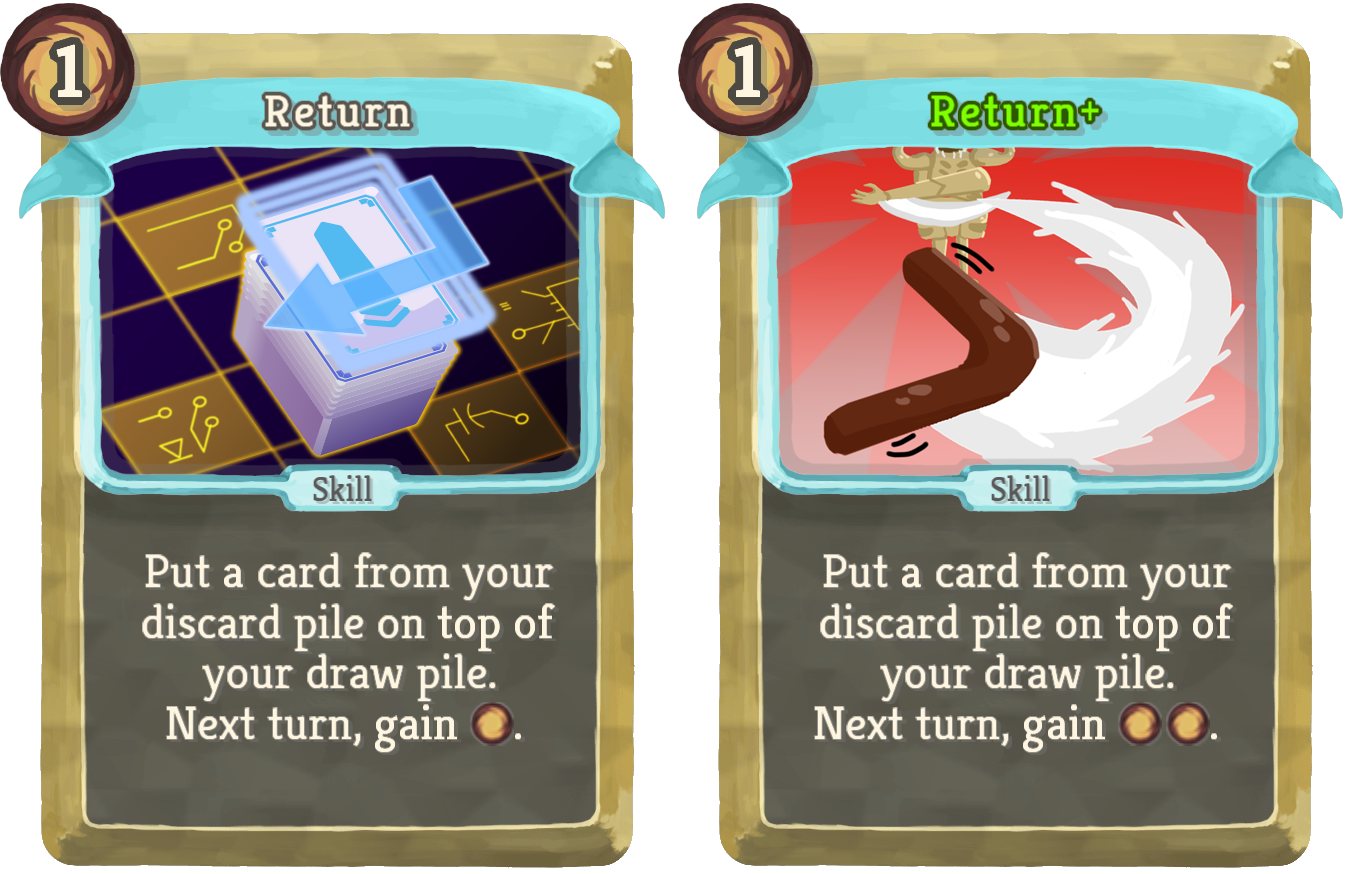 1
Return
Skill
Put a card from your
discard pile on top of
your draw pile.
Next turn, gain .
1
Return+
Skill
Put a card from your
discard pile on top of
your draw pile.
Next turn, gain .